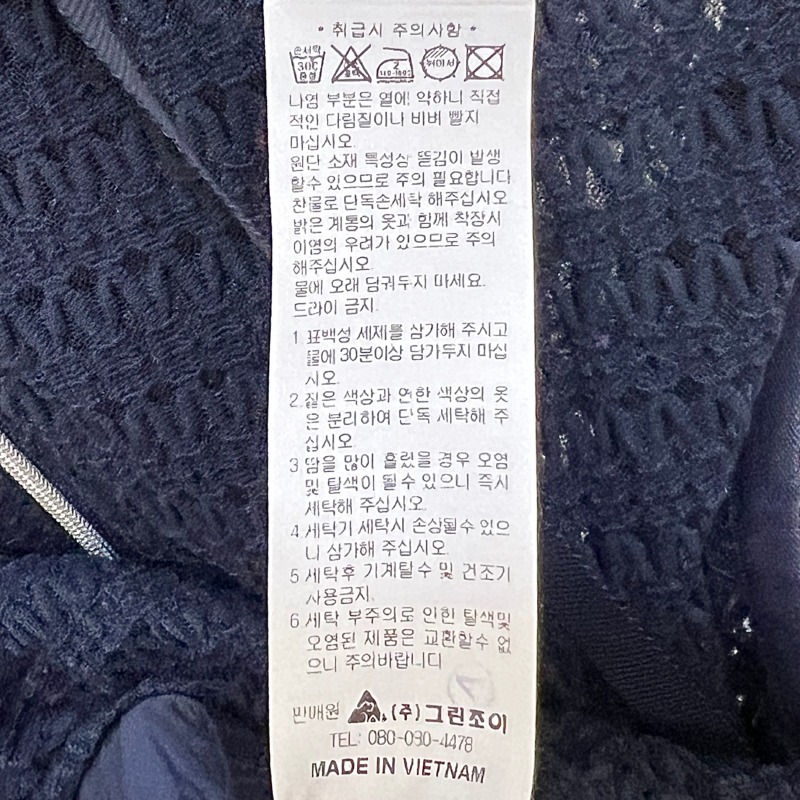 • 취급시 주의사항 •
손세탁 30℃ 중성 염소 표백 2 110-160℃ 뉘여서
나염 부분은 열에 약하니 직접
적인 다림질이나 비벼 빨지
마십시오.
원단 소재 특성상 뜯김이 발생
할수 있으므로 주의 필요합니다
찬물로 단독손세탁 해주십시오
밝은 계통의 옷과 함께 착장시
이염의 우려가 있으므로 주의
해주십시오.
물에 오래 담궈두지 마세요.
드라이 금지.
1 표백성 세제를 삼가해 주시고
물에 30분이상 담가두지 마십
시오.
2 짙은 색상과 연한 색상의 옷
은 분리하여 단독 세탁해 주
십시오
3 땀을 많이 흘렸을 경우 오염
및 탈색이 될수 있으니 즉시
세탁해 주십시오.
4 세탁기 세탁시 손상될수 있으
니 삼가해 주십시오.
5 세탁후 기계탈수 및 건조기
사용금지.
6 세탁 부주의로 인한 탈색및
오염된 제품은 교환할수 없
으니 주의바랍니다
판매원 (주)그린조이
TEL: 080-090-4478
MADE IN VIETNAM